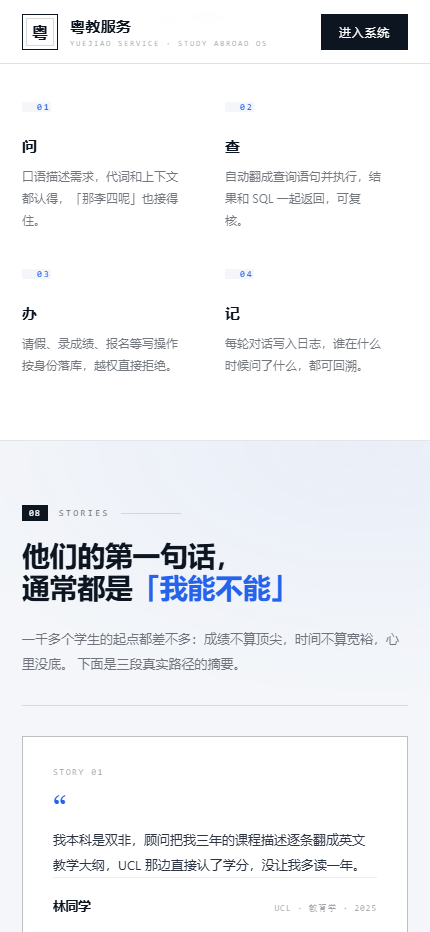 粤
粤教服务
YUEJIAO SERVICE · STUDY ABROAD OS
进入系统
01
问
口语描述需求，代词和上下文
都认得，「那李四呢」也接得
住。
02
查
自动翻成查询语句并执行，结
果和 SQL 一起返回，可复
核。
03
办
请假、录成绩、报名等写操作
按身份落库，越权直接拒绝。
04
记
每轮对话写入日志，谁在什么
时候问了什么，都可回溯。
08 STORIES
他们的第一句话，
通常都是「我能不能」
一千多个学生的起点都差不多：成绩不算顶尖，时间不算宽裕，心
里没底。 下面是三段真实路径的摘要。
STORY 01
“
我本科是双非，顾问把我三年的课程描述逐条翻成英文
教学大纲，UCL 那边直接认了学分，没让我多读一年。
林同学
UCL · 教育学 · 2025